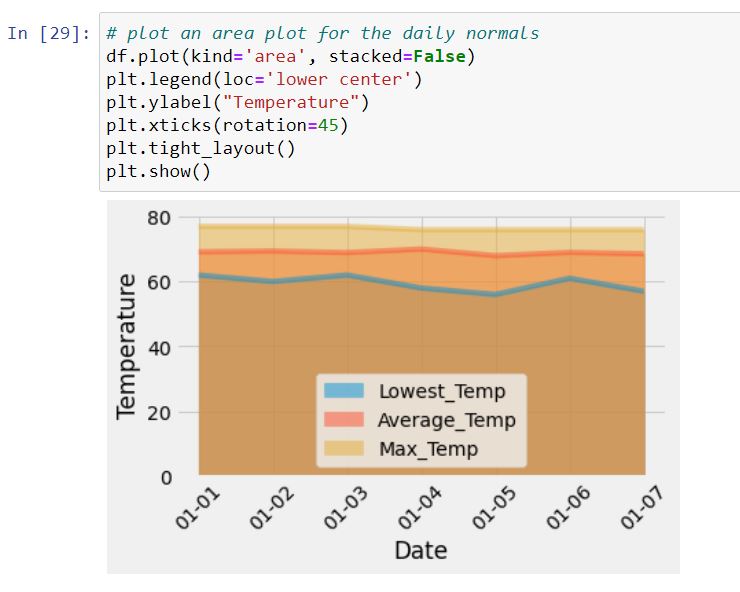 In [29]: # plot an area plot for the daily normals
df.plot(kind='area', stacked=False)
plt.legend(loc='lower center')
plt.ylabel("Temperature")
plt.xticks(rotation=45)
plt.tight_layout()
plt.show()
80
60
40
20
0
Temperature
Lowest_Temp
Average_Temp
Max_Temp
01-01
01-02
01-03
01-04
01-05
01-06
01-07
Date